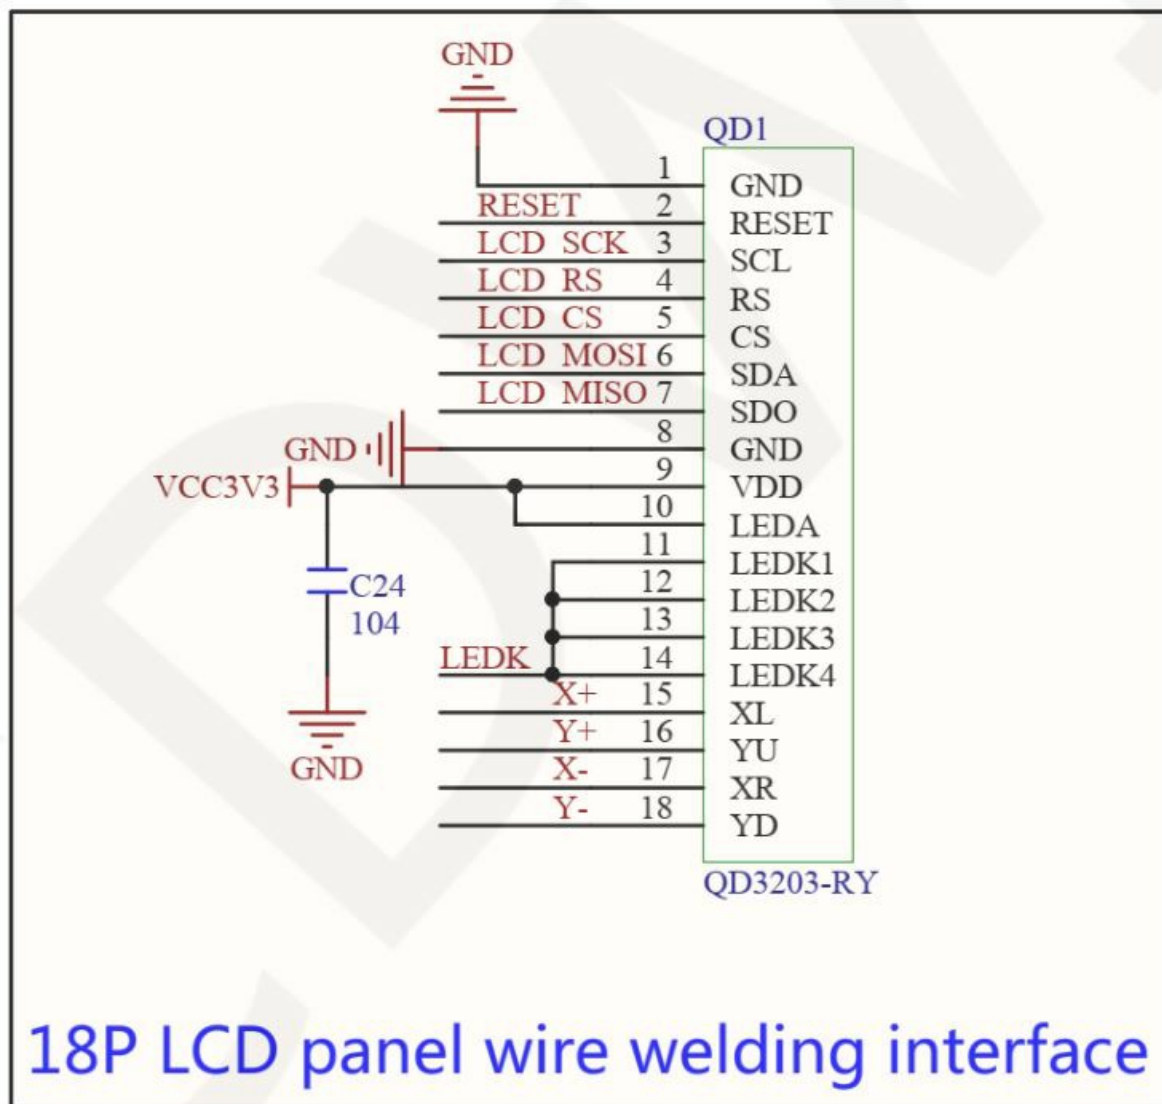 GND
QD1
1 GND
RESET 2 RESET
LCD SCK 3 SCL
LCD RS 4 RS
LCD CS 5 CS
LCD MOSI 6 SDA
LCD MISO 7 SDO
GND 8 GND
VCC3V3 9 VDD
10 LEDA
11 LEDK1
C24 12 LEDK2
104 13 LEDK3
LEDK 14 LEDK4
X+ 15 XL
Y+ 16 YU
X- 17 XR
GND
Y- 18 YD
QD3203-RY
18P LCD panel wire welding interface